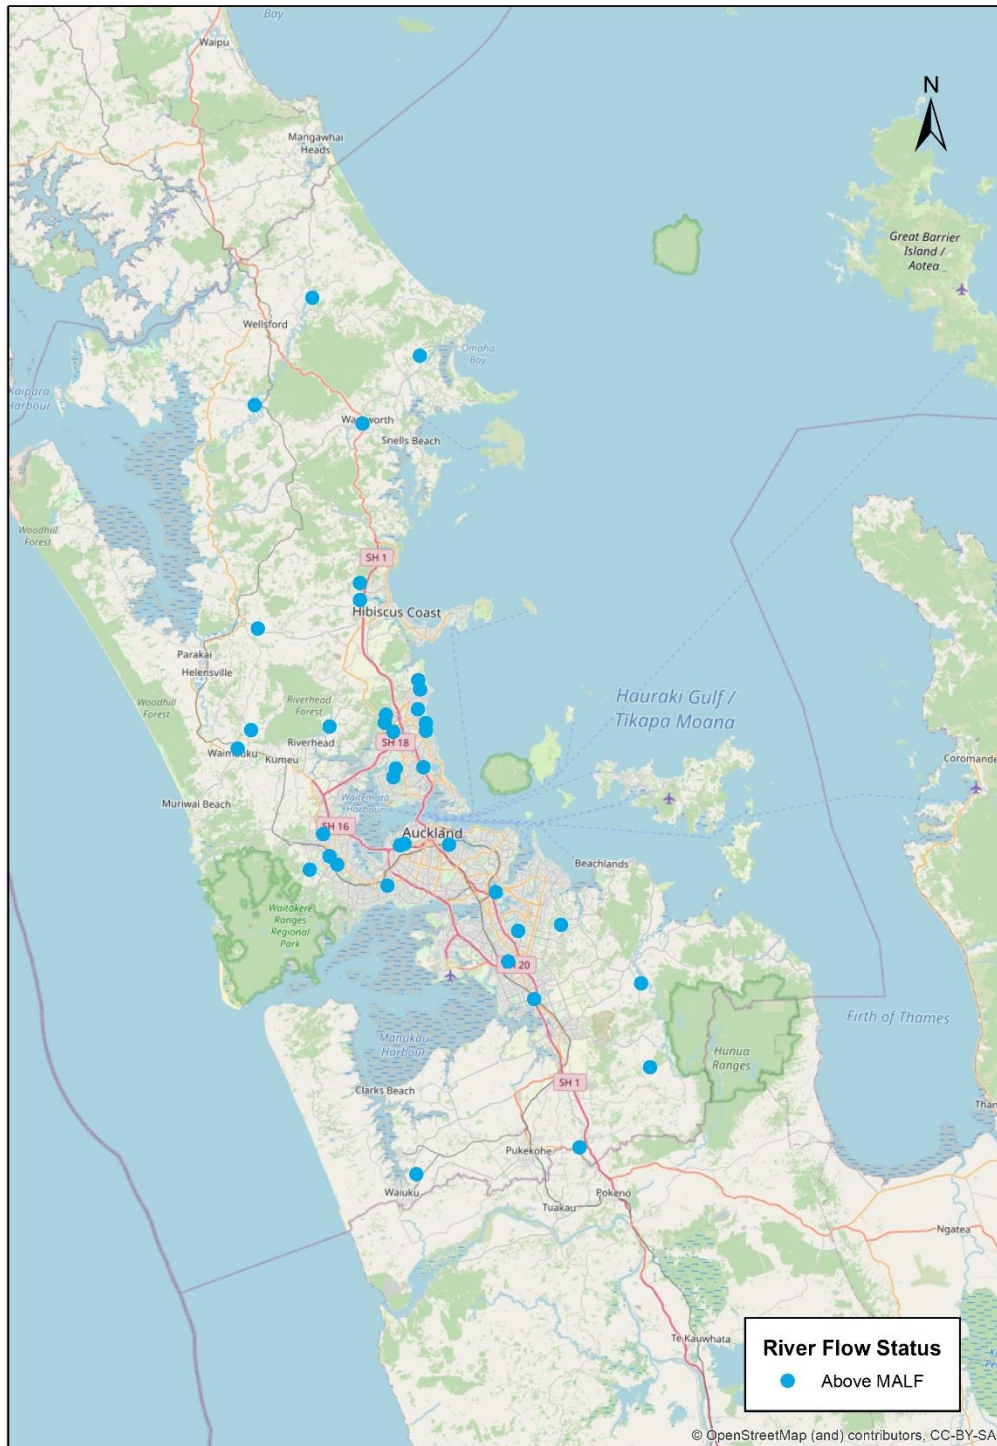 Bay
Waipu
N
Mangawhai
Heads
Great Barrier
Island /
Aotea
Wellsford
Omaha
Bay
Kaipara
Harbour
Snells Beach
Woodhill
Forest
SH 1
Hibiscus Coast
Parakai
Helensville
Woodhill
Forest
Riverhead
Forest
Hauraki Gulf /
Tikapa Moana
Riverhead
SH 18
Kumeu
Muriwai Beach
Waitemata
Harbour
SH 16
Auckland
Beachlands
Waitākere
Ranges
Regional
Park
20
Firth of Thames
Manukau
Harbour
Hunua
Ranges
Clarks Beach
SH 1
Pukekohe
Waiuku
Pokeno
Tuakau
Ngatea
Te Kauwhata
River Flow Status
Above MALF
© OpenStreetMap (and) contributors, CC-BY-SA